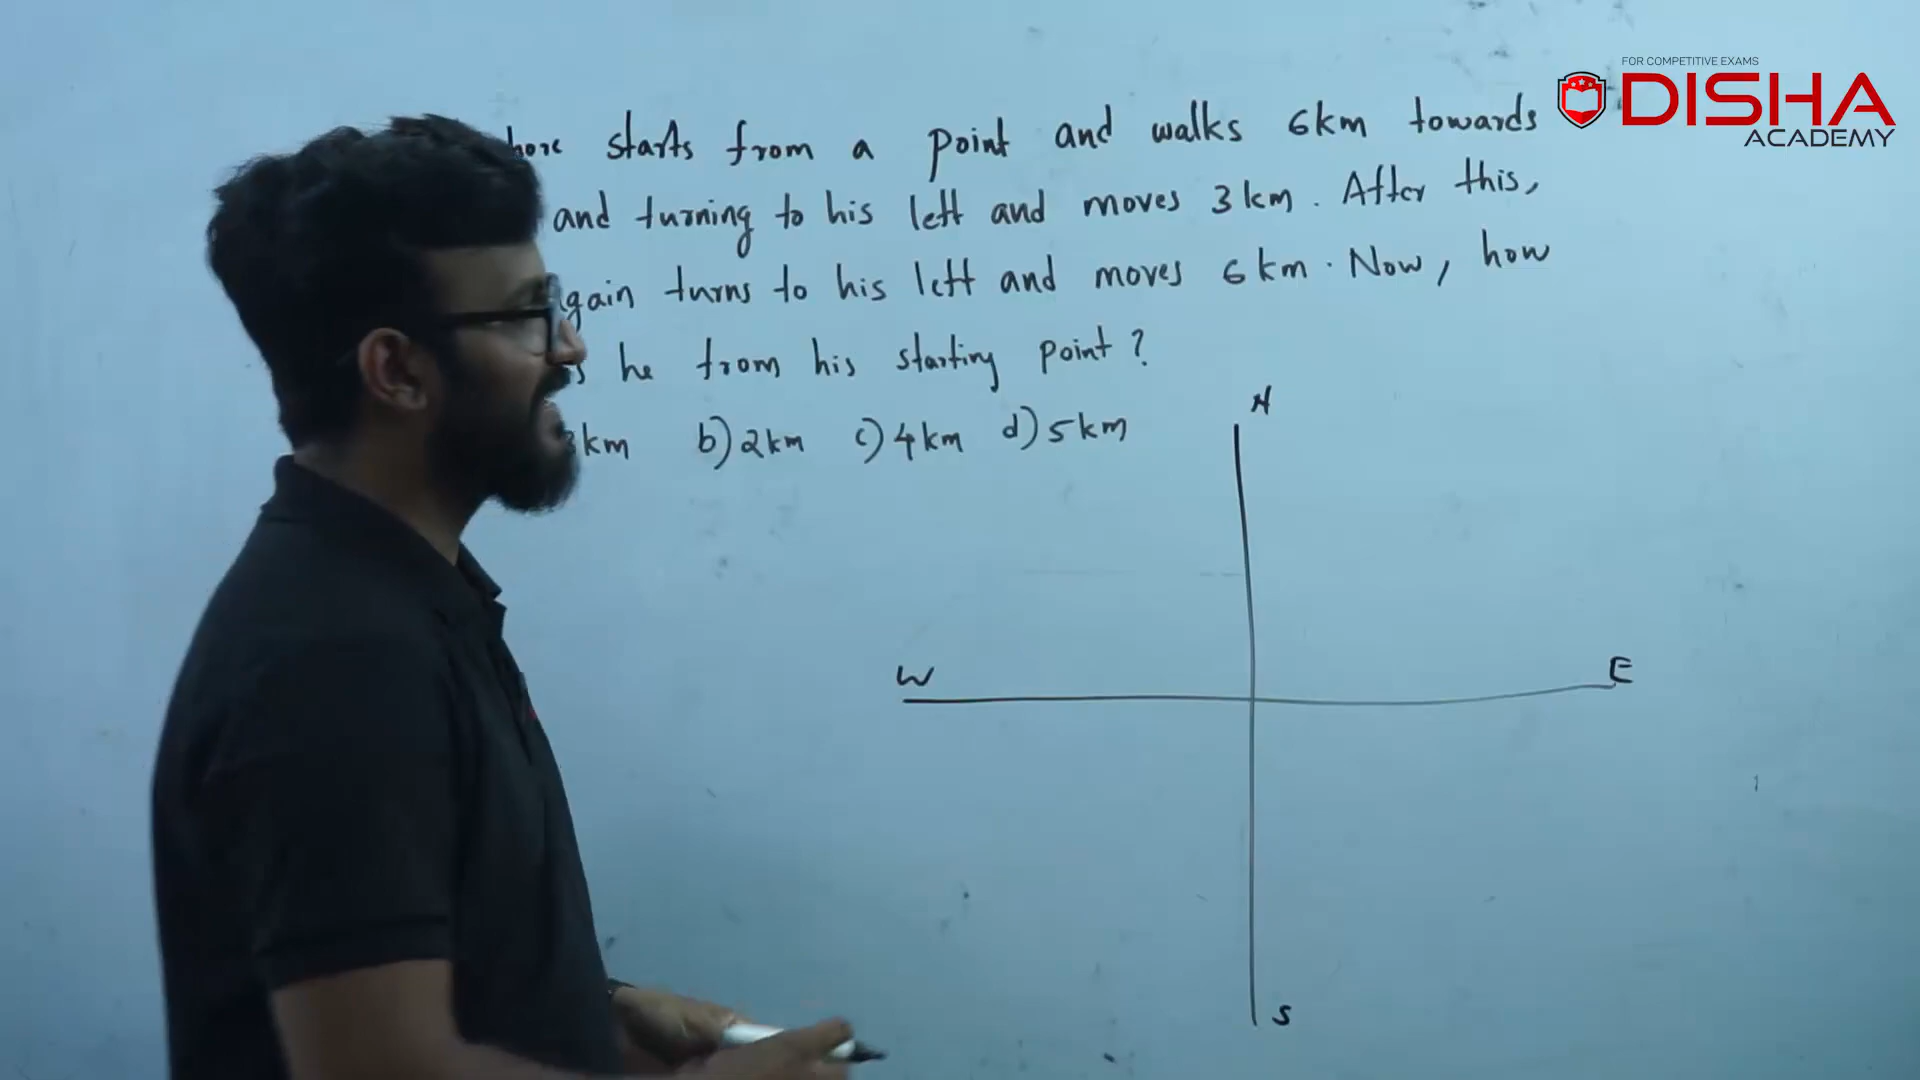 FOR COMPETITIVE EXAMS
DISHA
ACADEMY
starts from a point and walks 6km towards
and turning to his left and moves 3km. After this,
turns to his left and moves 6km. Now, how
he from his starting point?
km b) 2km c) 4km d) 5km
N
W
E
S